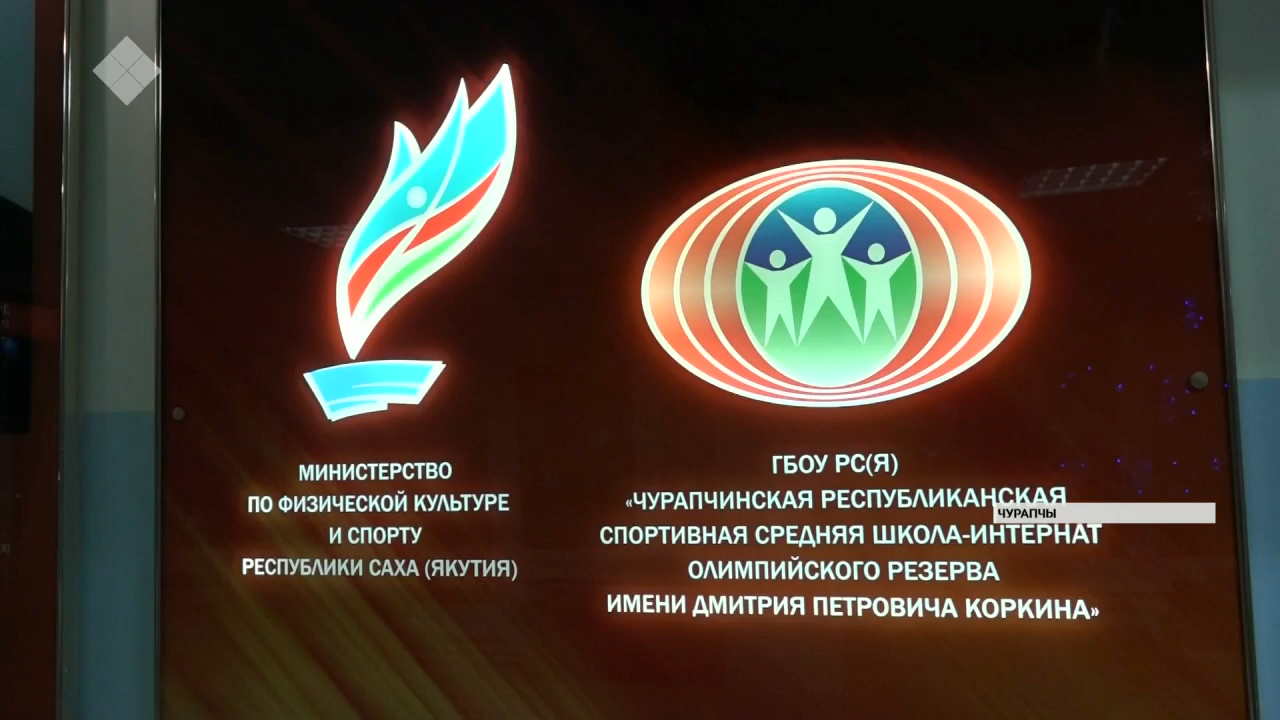 МИНИСТЕРСТВО
ПО ФИЗИЧЕСКОЙ КУЛЬТУРЕ
И СПОРТУ
РЕСПУБЛИКИ САХА (ЯКУТИЯ)
ГБОУ РС(Я)
«ЧУРАПЧИНСКАЯ РЕСПУБЛИКАНСКАЯ
СПОРТИВНАЯ СРЕДНЯЯ ШКОЛА-ИНТЕРНАТ
ОЛИМПИЙСКОГО РЕЗЕРВА
ИМЕНИ ДМИТРИЯ ПЕТРОВИЧА КОРКИНА»
ЧУРАПЧЫ